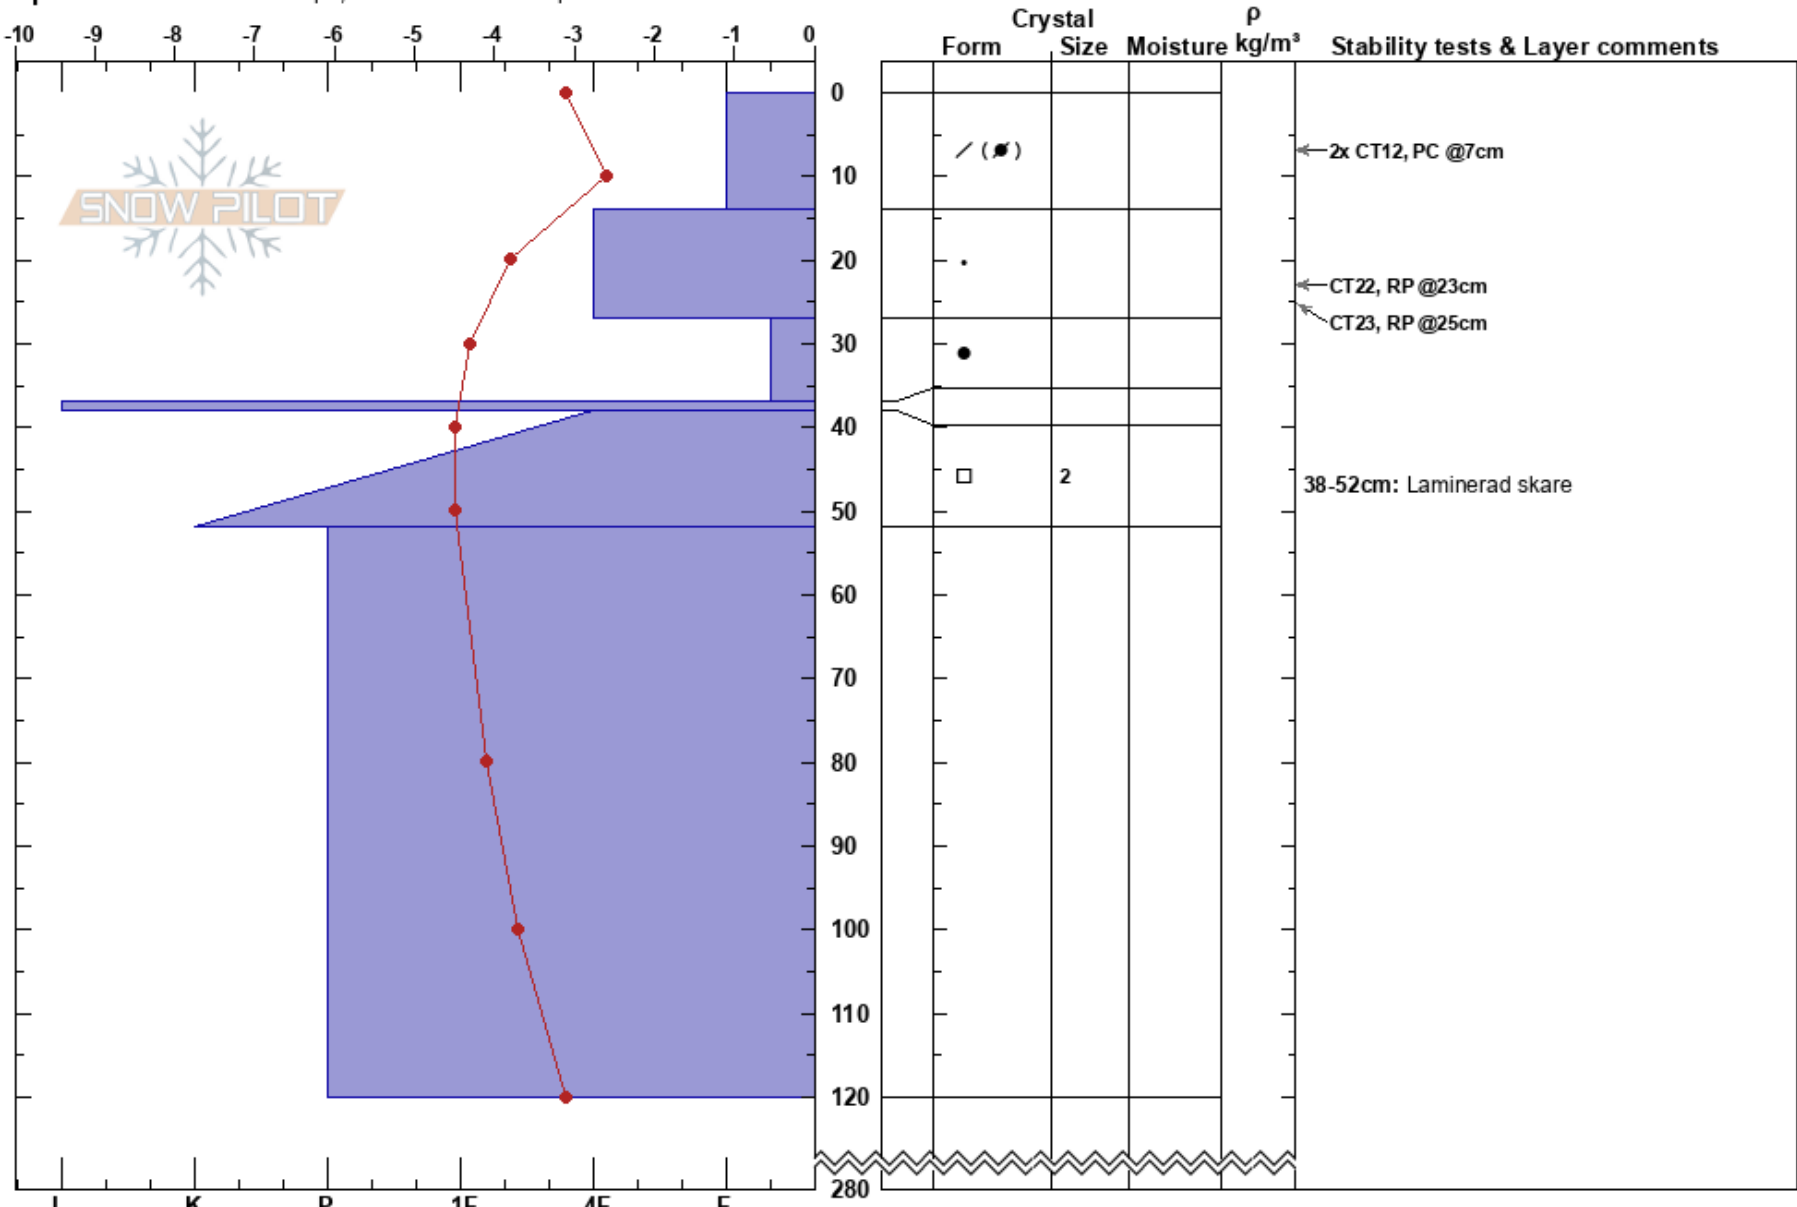 -10 -9 -8 -7 -6 -5 -4 -3 -2 -1 0
Crystal
ρ
Form Size Moisture kg/m³ Stability tests & Layer comments
0
SNOW PILOT
2x CT12, PC @7cm
10
20
CT22, RP @23cm
CT23, RP @25cm
30
40
2
38-52cm: Laminerad skare
50
60
70
80
90
100
110
120
280